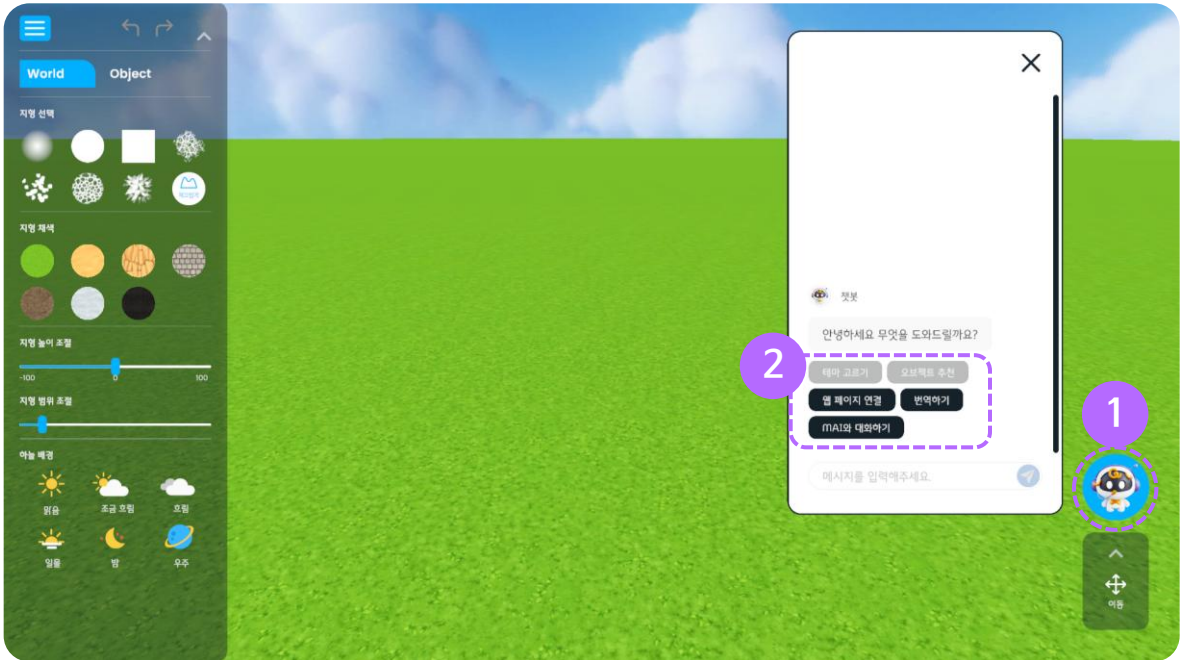 World Object
지형 선택
지형 채색
지형 높이 조절
-100 0 100
지형 범위 조절
하늘 배경
맑음 조금 흐림 흐림
일몰 밤 우주
챗봇
안녕하세요 무엇을 도와드릴까요?
2
테마 고르기 오브젝트 추천
웹 페이지 연결 번역하기
MAI와 대화하기
메시지를 입력해주세요.
1
이동